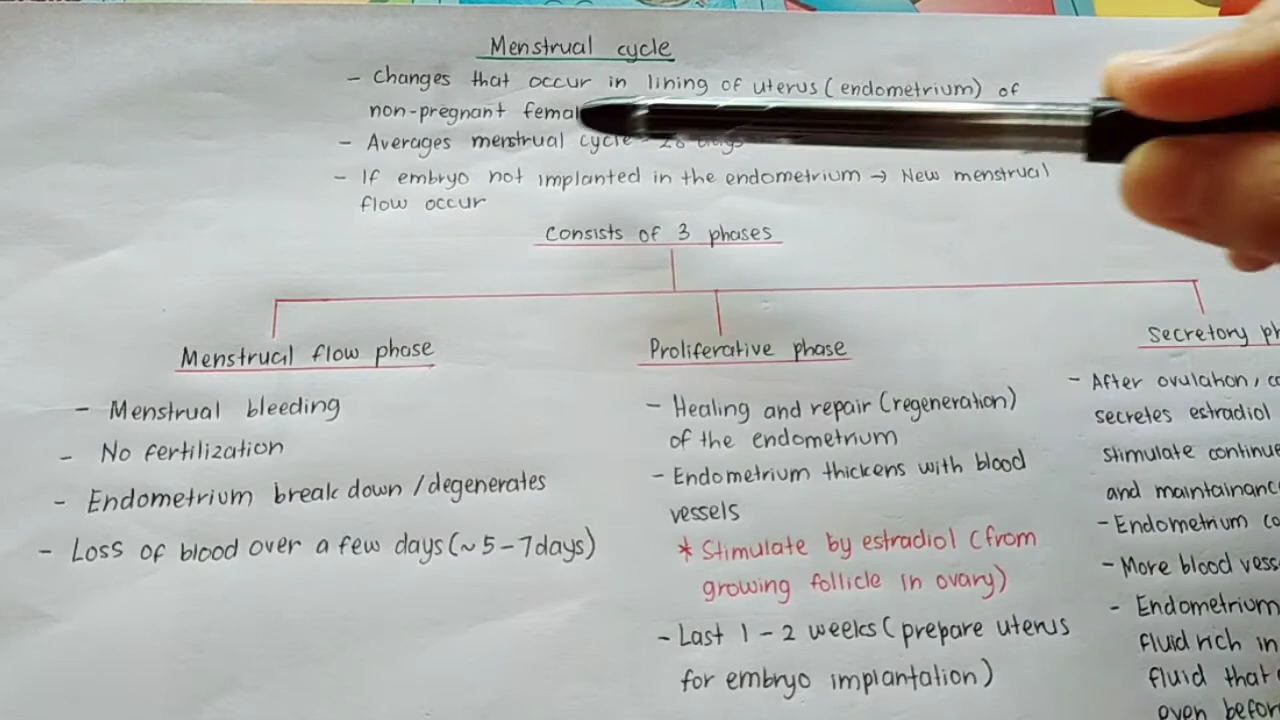 Menstrual cycle
- Changes that occur in lining of uterus (endometrium) of
non-pregnant
- Averages menstrual cycle
- If embryo not implanted in the endometrium → New menstrual
flow occur
Consists of 3 phases
Menstrual flow phase
- Menstrual bleeding
- No fertilization
- Endometrium break down / degenerates
- Loss of blood over a few days (~ 5 - 7 days)
Proliferative phase
- Healing and repair (regeneration)
of the endometrium
- Endometrium thickens with blood
vessels
* Stimulate by estradiol (from
growing follicle in ovary)
- Last 1 - 2 weeks (prepare uterus
for embryo implantation)
Secretory
- After ovulation,
secretes estradiol
stimulate
and
- Endometrium
- More blood
- Endometrium
fluid rich in
fluid that
even